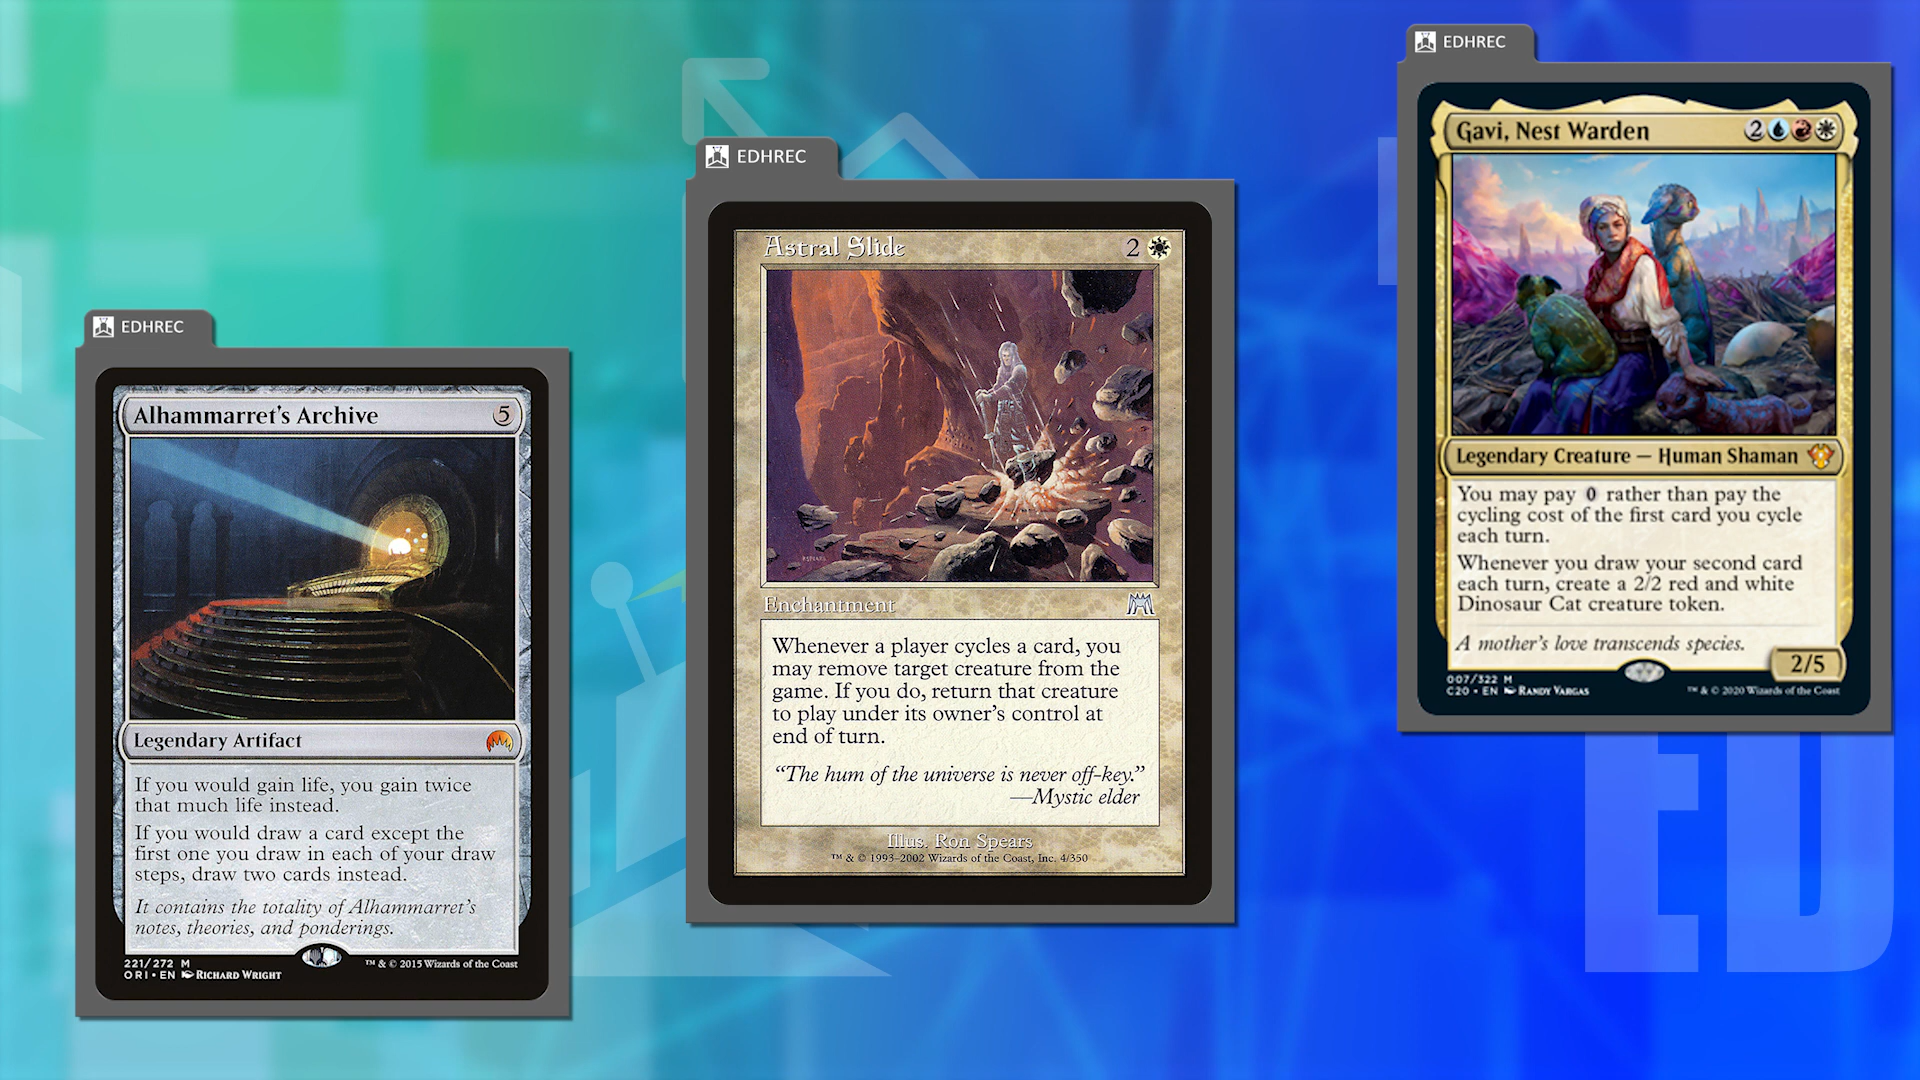 EDHREC
Alhammarret's Archive 5
Legendary Artifact
If you would gain life, you gain twice
that much life instead.
If you would draw a card except the
first one you draw in each of your draw
steps, draw two cards instead.
It contains the totality of Alhammarret's
notes, theories, and ponderings.
221/272 M
ORI • EN RICHARD WRIGHT
™ & © 2015 Wizards of the Coast
EDHREC
Astral Slide 2
Enchantment
Whenever a player cycles a card, you
may remove target creature from the
game. If you do, return that creature
to play under its owner's control at
end of turn.
“The hum of the universe is never off-key.”
—Mystic elder
Illus. Ron Spears
™ & © 1993–2002 Wizards of the Coast, Inc. 4/350
EDHREC
Gavi, Nest Warden 2
Legendary Creature — Human Shaman
You may pay 0 rather than pay the
cycling cost of the first card you cycle
each turn.
Whenever you draw your second card
each turn, create a 2/2 red and white
Dinosaur Cat creature token.
A mother's love transcends species.
2/5
007/322 M
C20 • EN RANDY VARGAS
™ & © 2020 Wizards of the Coast
ED